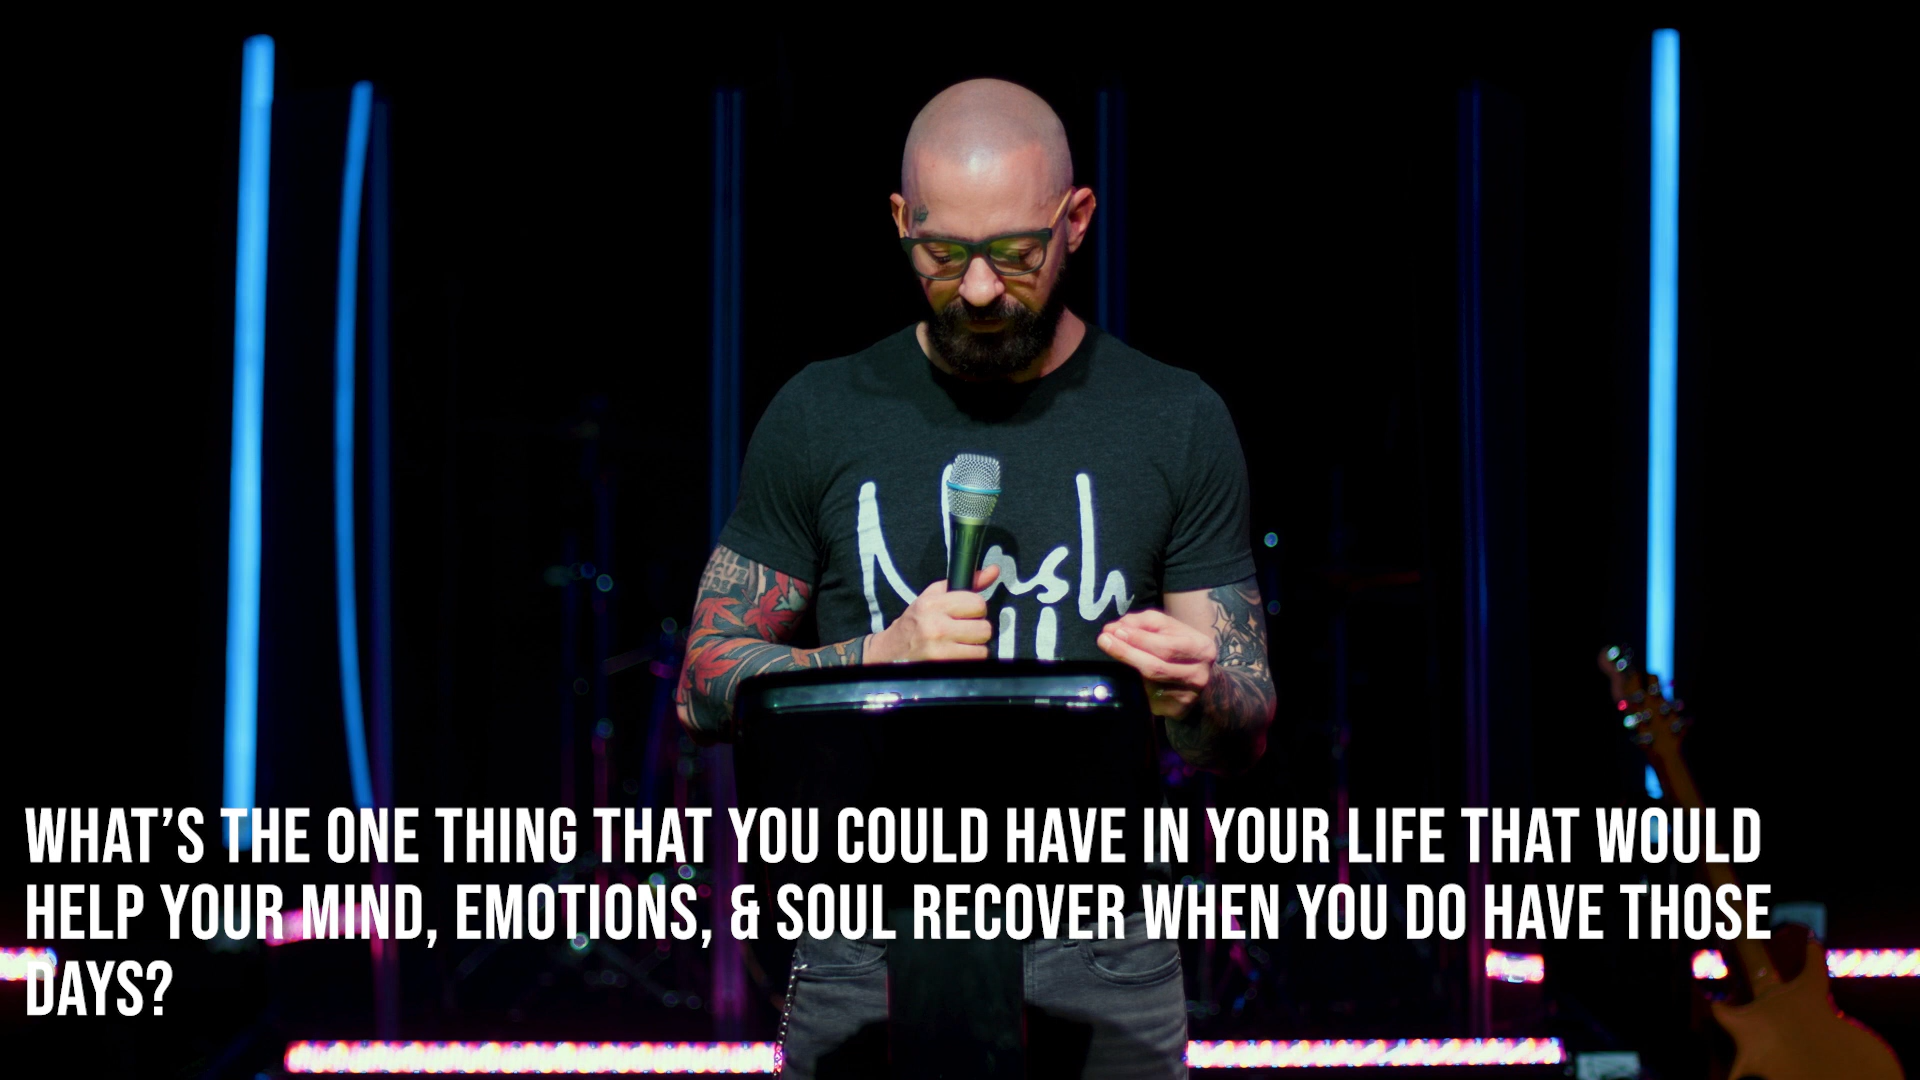 Nash
WHAT'S THE ONE THING THAT YOU COULD HAVE IN YOUR LIFE THAT WOULD
HELP YOUR MIND, EMOTIONS, & SOUL RECOVER WHEN YOU DO HAVE THOSE
DAYS?